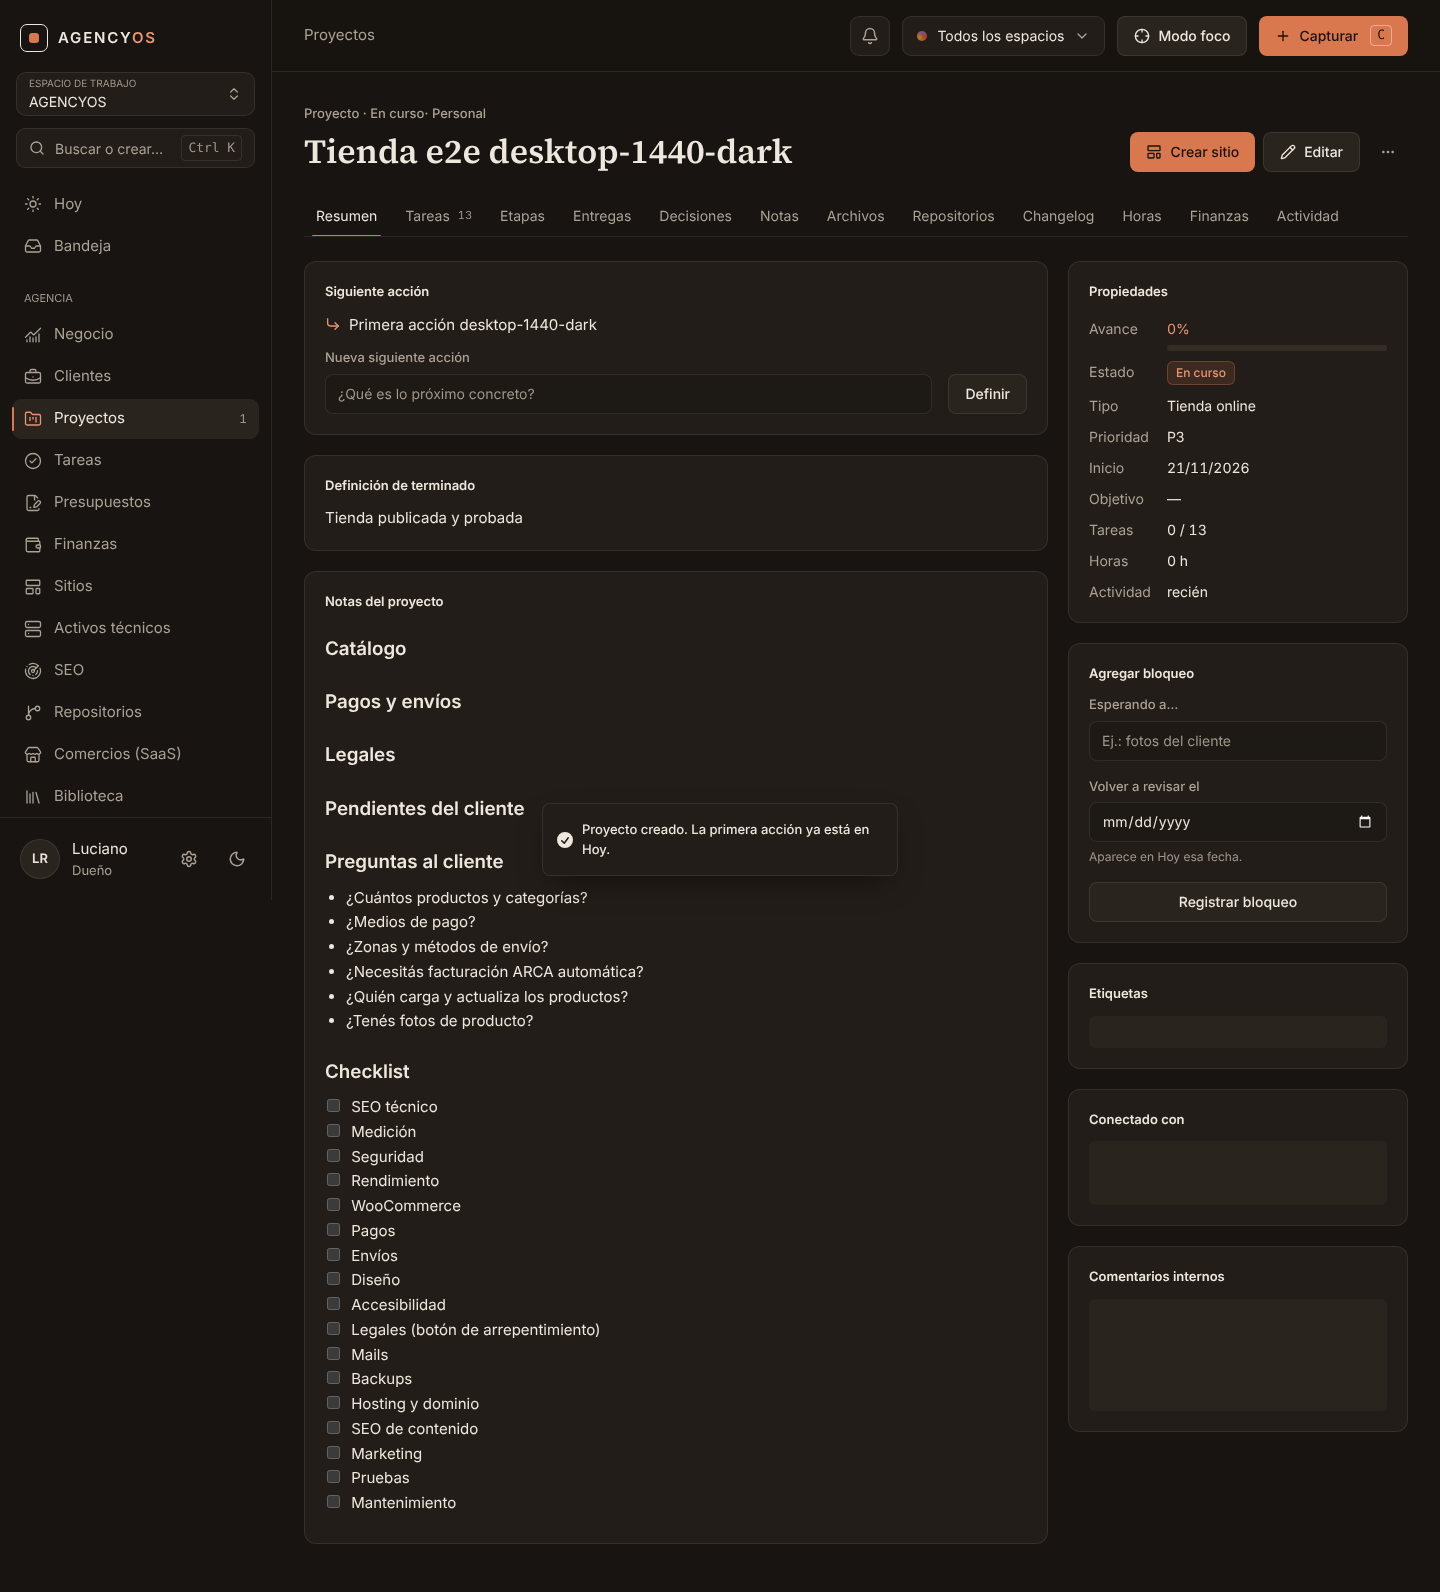 AGENCYOS
ESPACIO DE TRABAJO
AGENCYOS
Buscar o crear... Ctrl K
Hoy
Bandeja
AGENCIA
Negocio
Clientes
Proyectos 1
Tareas
Presupuestos
Finanzas
Sitios
Activos técnicos
SEO
Repositorios
Comercios (SaaS)
Biblioteca
LR
Luciano
Dueño
Proyectos
Todos los espacios
Modo foco
Capturar C
Proyecto · En curso· Personal
Tienda e2e desktop-1440-dark
Crear sitio
Editar
Resumen Tareas 13 Etapas Entregas Decisiones Notas Archivos Repositorios Changelog Horas Finanzas Actividad
Siguiente acción
Primera acción desktop-1440-dark
Nueva siguiente acción
¿Qué es lo próximo concreto?
Definir
Definición de terminado
Tienda publicada y probada
Notas del proyecto
Catálogo
Pagos y envíos
Legales
Pendientes del cliente
Proyecto creado. La primera acción ya está en
Hoy.
Preguntas al cliente
¿Cuántos productos y categorías?
¿Medios de pago?
¿Zonas y métodos de envío?
¿Necesitás facturación ARCA automática?
¿Quién carga y actualiza los productos?
¿Tenés fotos de producto?
Checklist
SEO técnico
Medición
Seguridad
Rendimiento
WooCommerce
Pagos
Envíos
Diseño
Accesibilidad
Legales (botón de arrepentimiento)
Mails
Backups
Hosting y dominio
SEO de contenido
Marketing
Pruebas
Mantenimiento
Propiedades
Avance 0%
Estado En curso
Tipo Tienda online
Prioridad P3
Inicio 21/11/2026
Objetivo —
Tareas 0 / 13
Horas 0 h
Actividad recién
Agregar bloqueo
Esperando a...
Ej.: fotos del cliente
Volver a revisar el
mm/dd/yyyy
Aparece en Hoy esa fecha.
Registrar bloqueo
Etiquetas
Conectado con
Comentarios internos